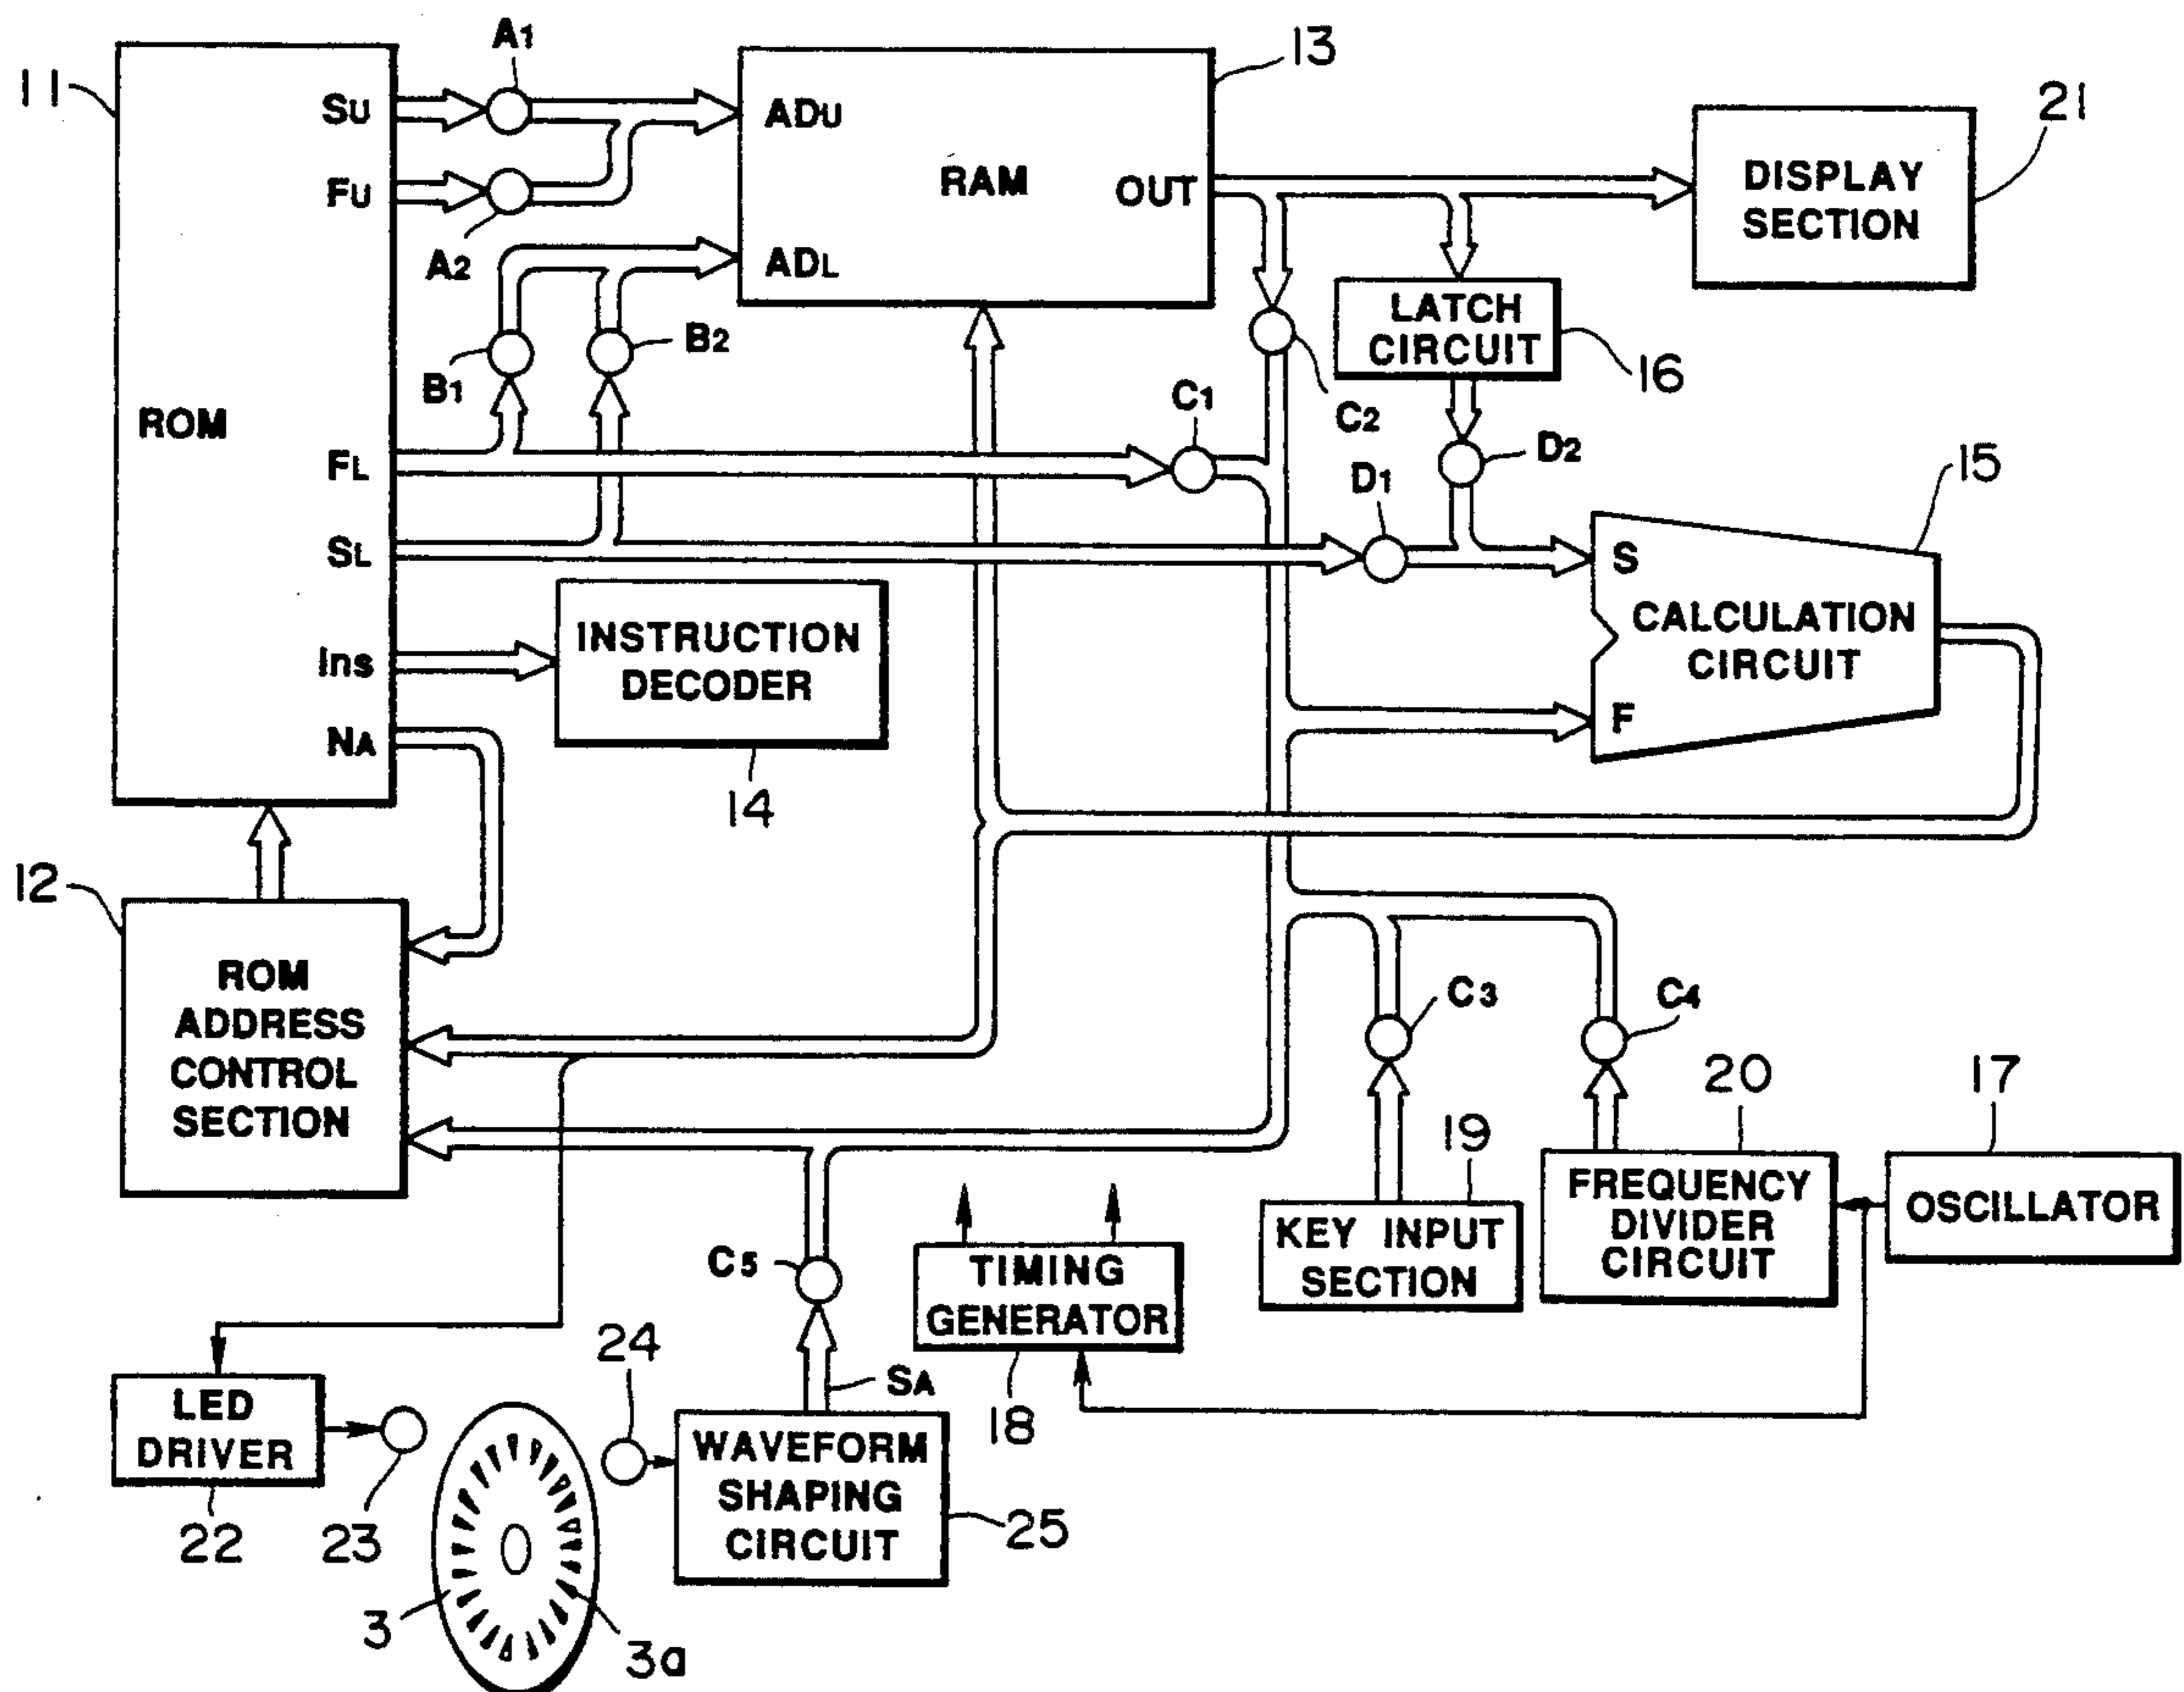 A1
13
11
SU
ADU
21
DISPLAY
SECTION
FU
RAM
OUT
A2
ADL
LATCH
CIRCUIT
B2
B1
16
C1
C2
ROM
D2
FL
D1
15
SL
S
INSTRUCTION
DECODER
CALCULATION
CIRCUIT
Ins
F
NA
14
12
ROM
ADDRESS
CONTROL
SECTION
C3
C4
20
17
19
FREQUENCY
DIVIDER
CIRCUIT
OSCILLATOR
KEY INPUT
SECTION
C5
TIMING
GENERATOR
24
SA
18
LED
DRIVER
WAVEFORM
SHAPING
CIRCUIT
25
22
23
3
3a